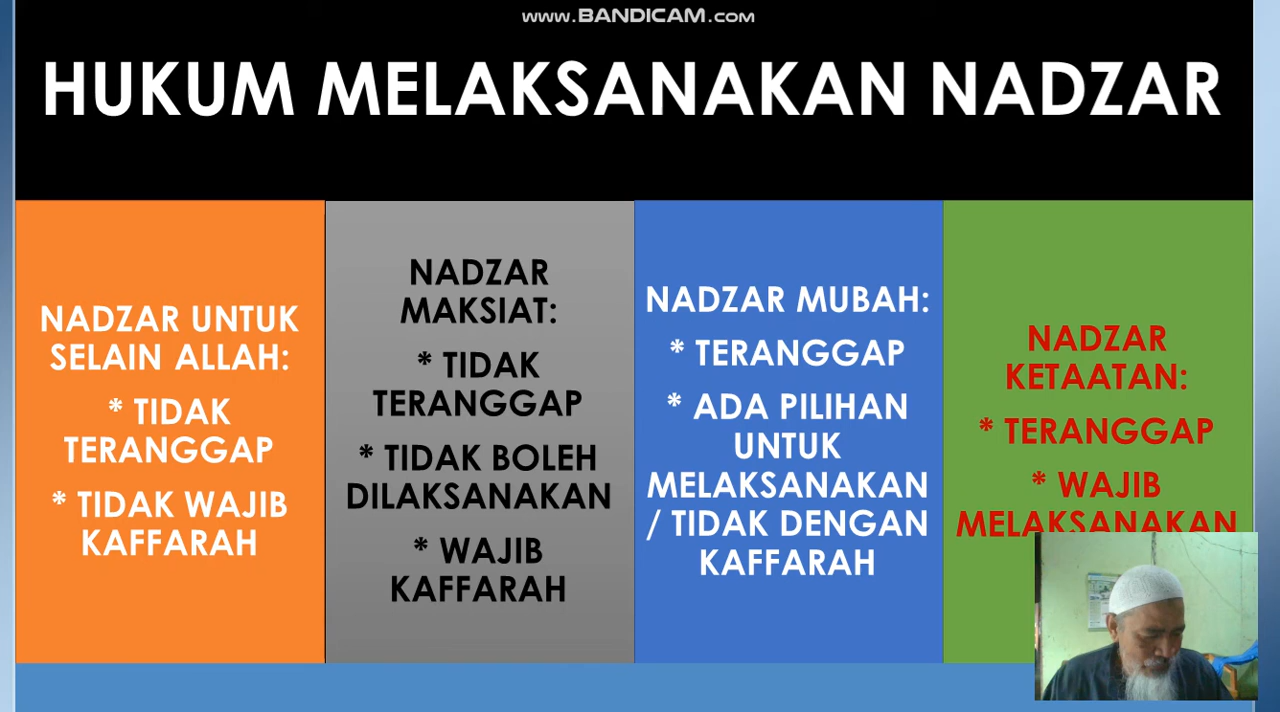 www.BANDICAM.com
HUKUM MELAKSANAKAN NADZAR
NADZAR UNTUK
SELAIN ALLAH:
* TIDAK
TERANGGAP
* TIDAK WAJIB
KAFFARAH
NADZAR
MAKSIAT:
* TIDAK
TERANGGAP
* TIDAK BOLEH
DILAKSANAKAN
* WAJIB
KAFFARAH
NADZAR MUBAH:
* TERANGGAP
* ADA PILIHAN
UNTUK
MELAKSANAKAN
/ TIDAK DENGAN
KAFFARAH
NADZAR
KETAATAN:
* TERANGGAP
* WAJIB
MELAKSANAKAN